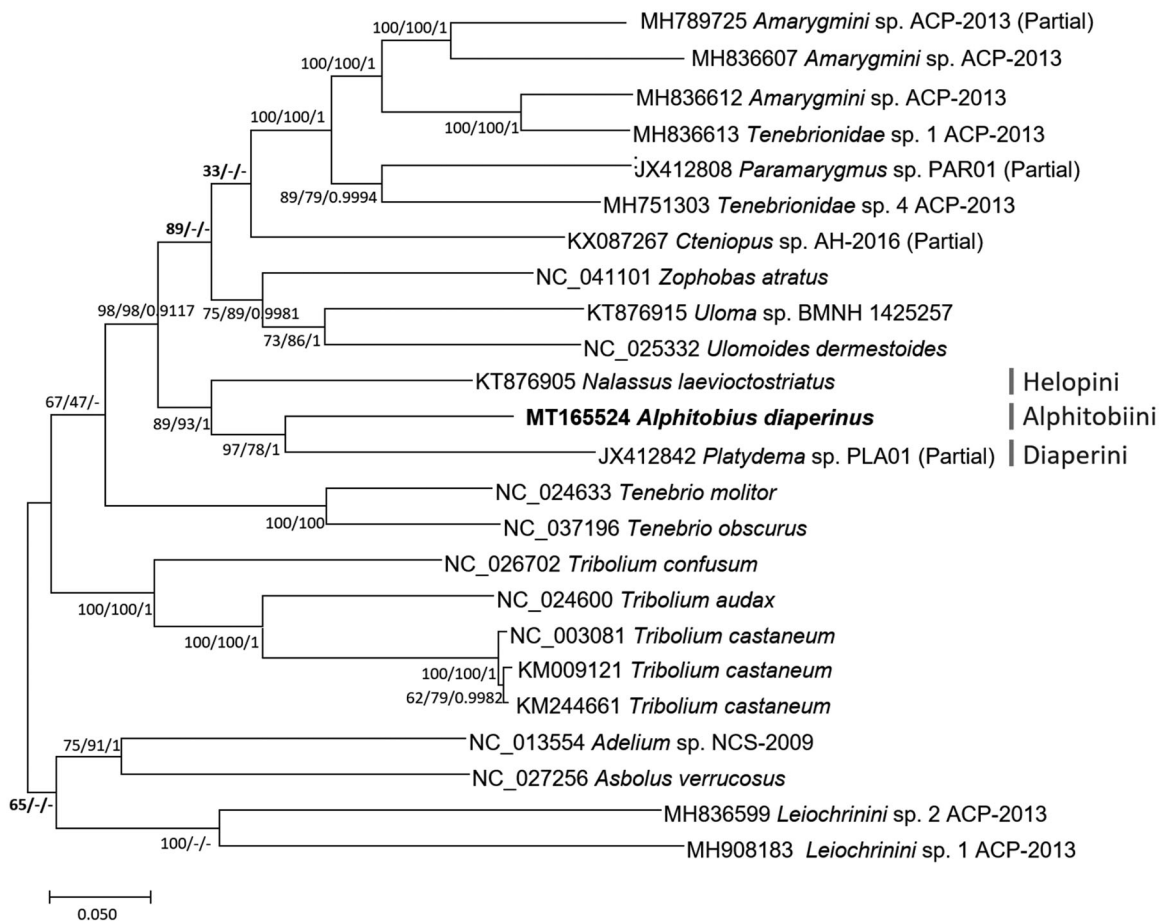 100/100/1
MH789725 Amarygmini sp. ACP-2013 (Partial)
MH836607 Amarygmini sp. ACP-2013
100/100/1
MH836612 Amarygmini sp. ACP-2013
100/100/1
100/100/1
MH836613 Tenebrionidae sp. 1 ACP-2013
JX412808 Paramarygmus sp. PAR01 (Partial)
33/-/-
89/79/0.9994
MH751303 Tenebrionidae sp. 4 ACP-2013
89/-/-
KX087267 Cteniopus sp. AH-2016 (Partial)
NC_041101 Zophobas atratus
98/98/0.9117
75/89/0.9981
KT876915 Uloma sp. BMNH 1425257
73/86/1
NC_025332 Ulomoides dermestoides
KT876905 Nalassus laevioctostriatus
Helopini
67/47/-
89/93/1
MT165524 Alphitobius diaperinus
Alphitobiini
97/78/1
JX412842 Platydema sp. PLA01 (Partial)
Diaperini
NC_024633 Tenebrio molitor
100/100
NC_037196 Tenebrio obscurus
NC_026702 Tribolium confusum
100/100/1
NC_024600 Tribolium audax
100/100/1
NC_003081 Tribolium castaneum
100/100/1
KM009121 Tribolium castaneum
62/79/0.9982
KM244661 Tribolium castaneum
75/91/1
NC_013554 Adelium sp. NCS-2009
NC_027256 Asbolus verrucosus
65/-/-
MH836599 Leiochrinini sp. 2 ACP-2013
100/-/-
MH908183 Leiochrinini sp. 1 ACP-2013
0.050